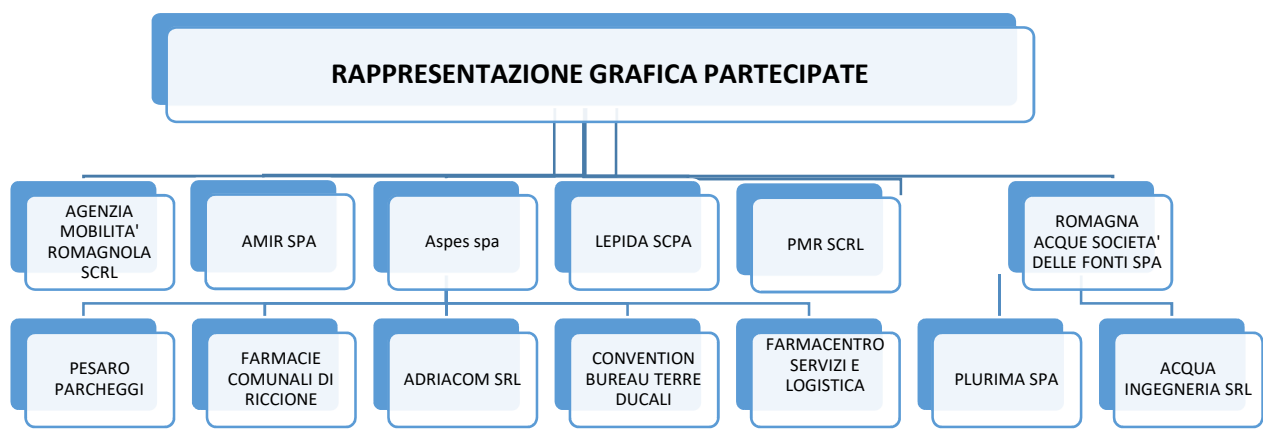 RAPPRESENTAZIONE GRAFICA PARTECIPATE
AGENZIA
MOBILITA'
ROMAGNOLA
SCRL
AMIR SPA
Aspes spa
LEPIDA SCPA
PMR SCRL
ROMAGNA
ACQUE SOCIETA'
DELLE FONTI SPA
PESARO
PARCHEGGI
FARMACIE
COMUNALI DI
RICCIONE
ADRIACOM SRL
CONVENTION
BUREAU TERRE
DUCALI
FARMACENTRO
SERVIZI E
LOGISTICA
PLURIMA SPA
ACQUA
INGEGNERIA SRL